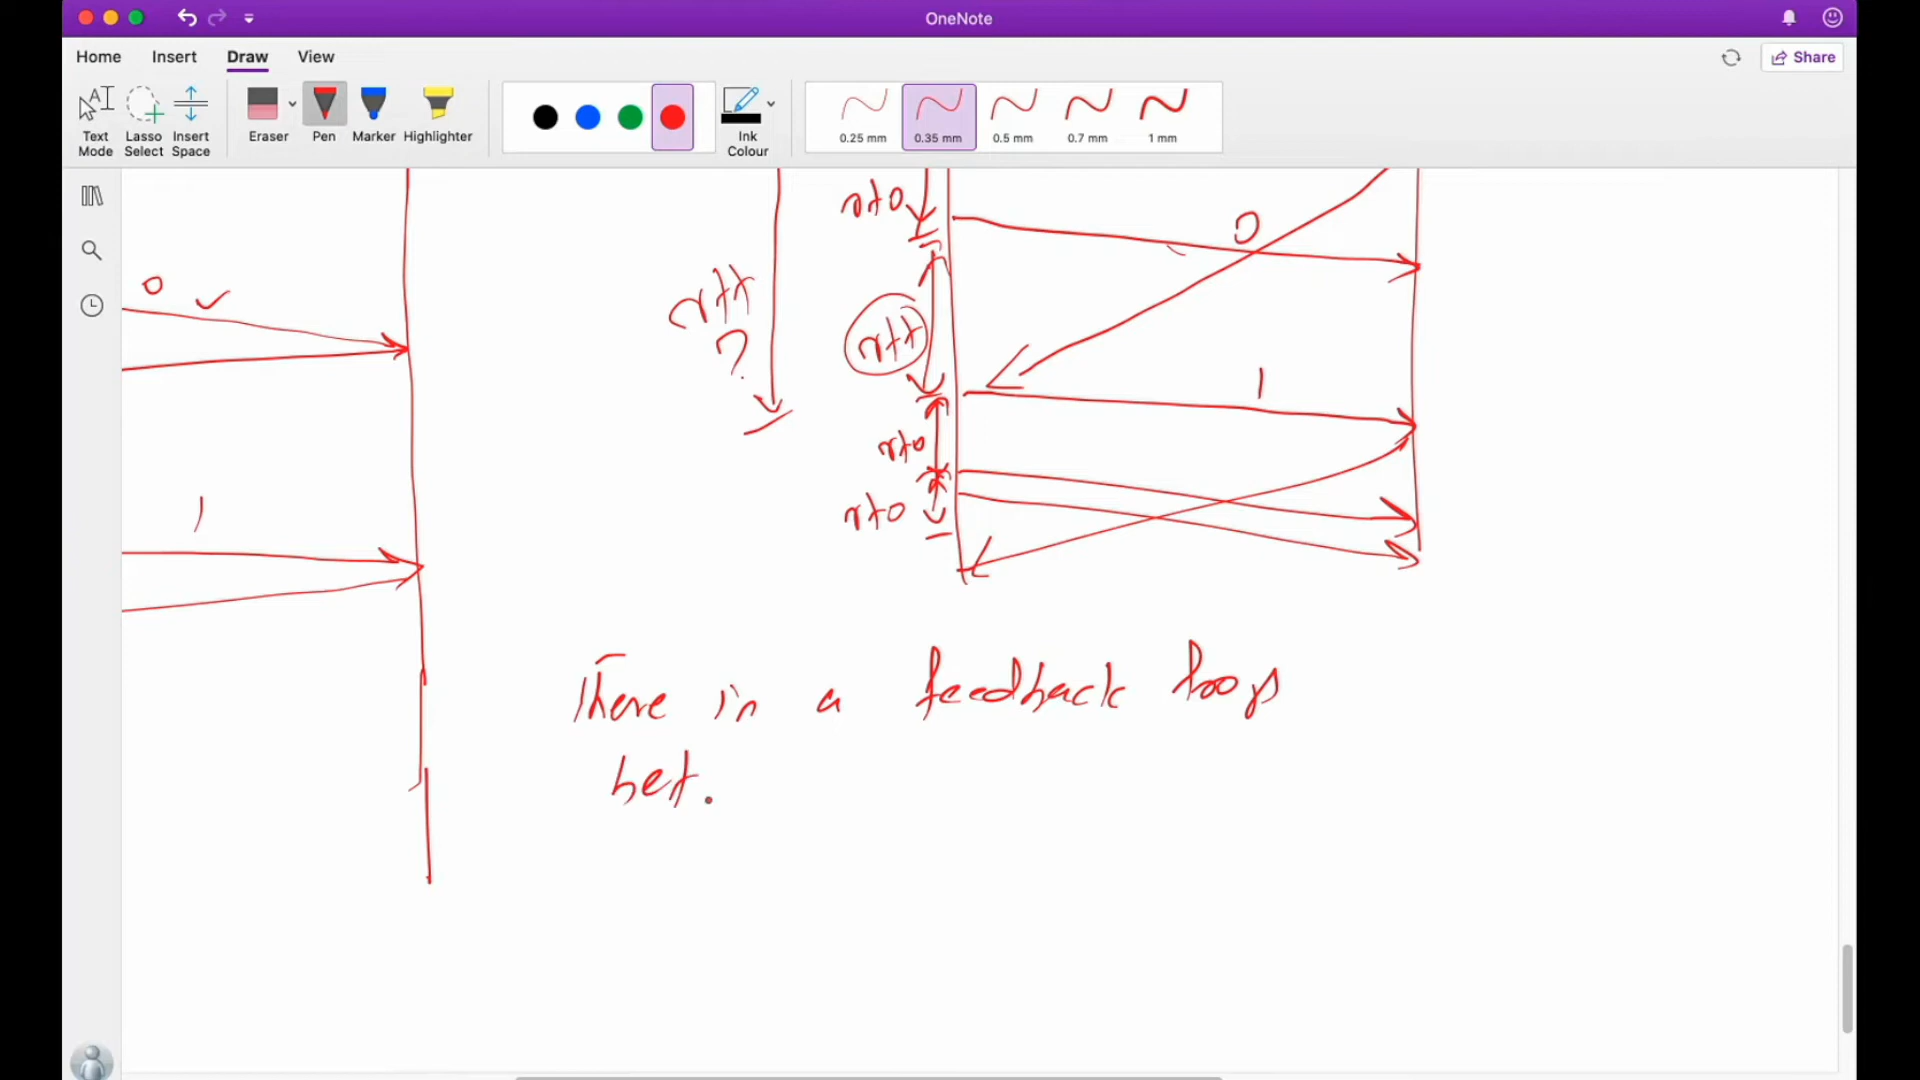 OneNote
Home Insert Draw View Share
Text Mode
Lasso Select
Insert Space
Eraser
Pen
Marker
Highlighter
Ink Colour
0.25 mm
0.35 mm
0.5 mm
0.7 mm
1 mm
rto
0
0
rtt
?
rtt
1
rto
rto
1
There is a feedback loop
bet.